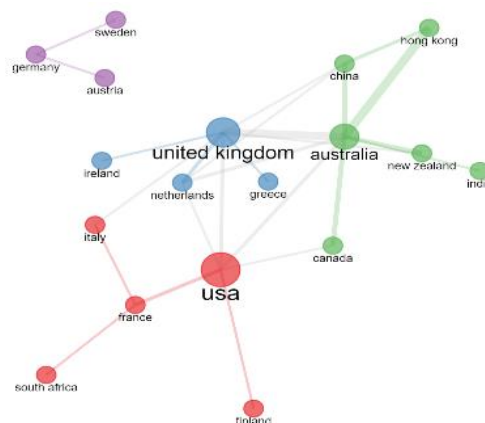 sweden
hong kong
germany
china
austria
united kingdom
australia
new zealand
ireland
netherlands
greece
indi
italy
canada
usa
france
south africa
finland